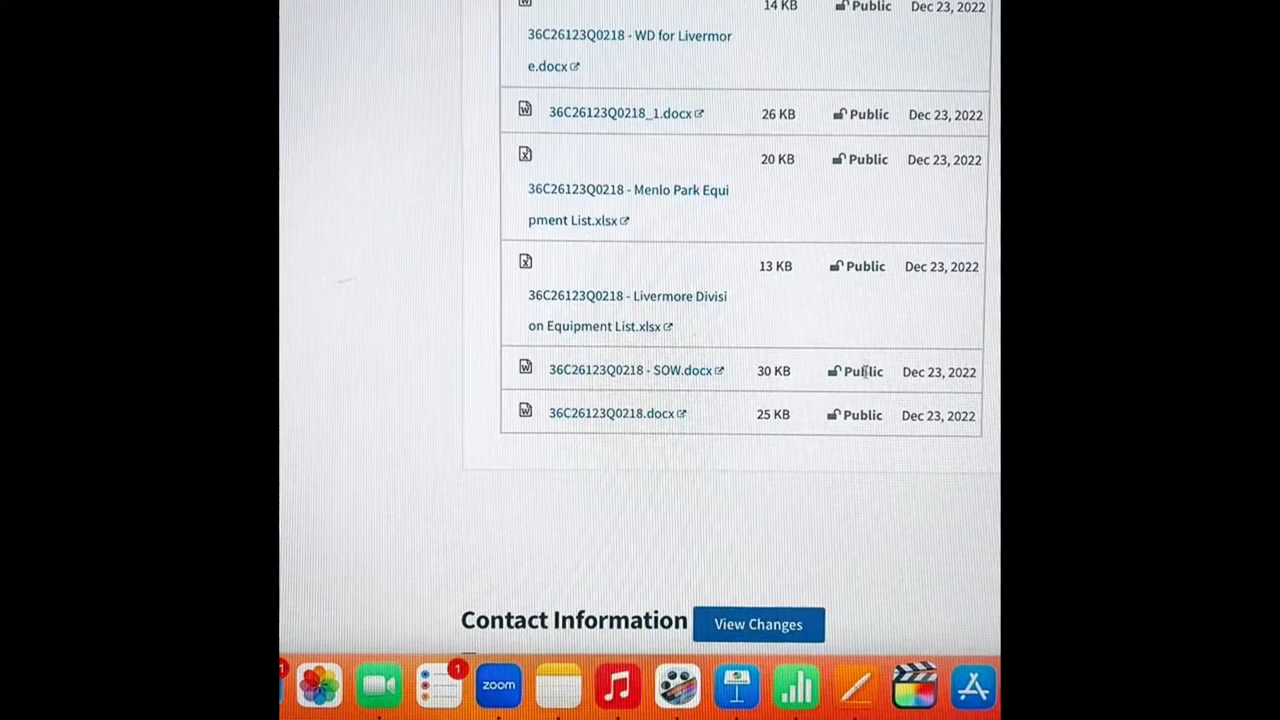 14 KB Public Dec 23, 2022
36C26123Q0218 - WD for Livermor
e.docx
36C26123Q0218_1.docx 26 KB Public Dec 23, 2022
20 KB Public Dec 23, 2022
36C26123Q0218 - Menlo Park Equi
pment List.xlsx
13 KB Public Dec 23, 2022
36C26123Q0218 - Livermore Divisi
on Equipment List.xlsx
36C26123Q0218 - SOW.docx 30 KB Public Dec 23, 2022
36C26123Q0218.docx 25 KB Public Dec 23, 2022
Contact Information View Changes
1 1
zoom